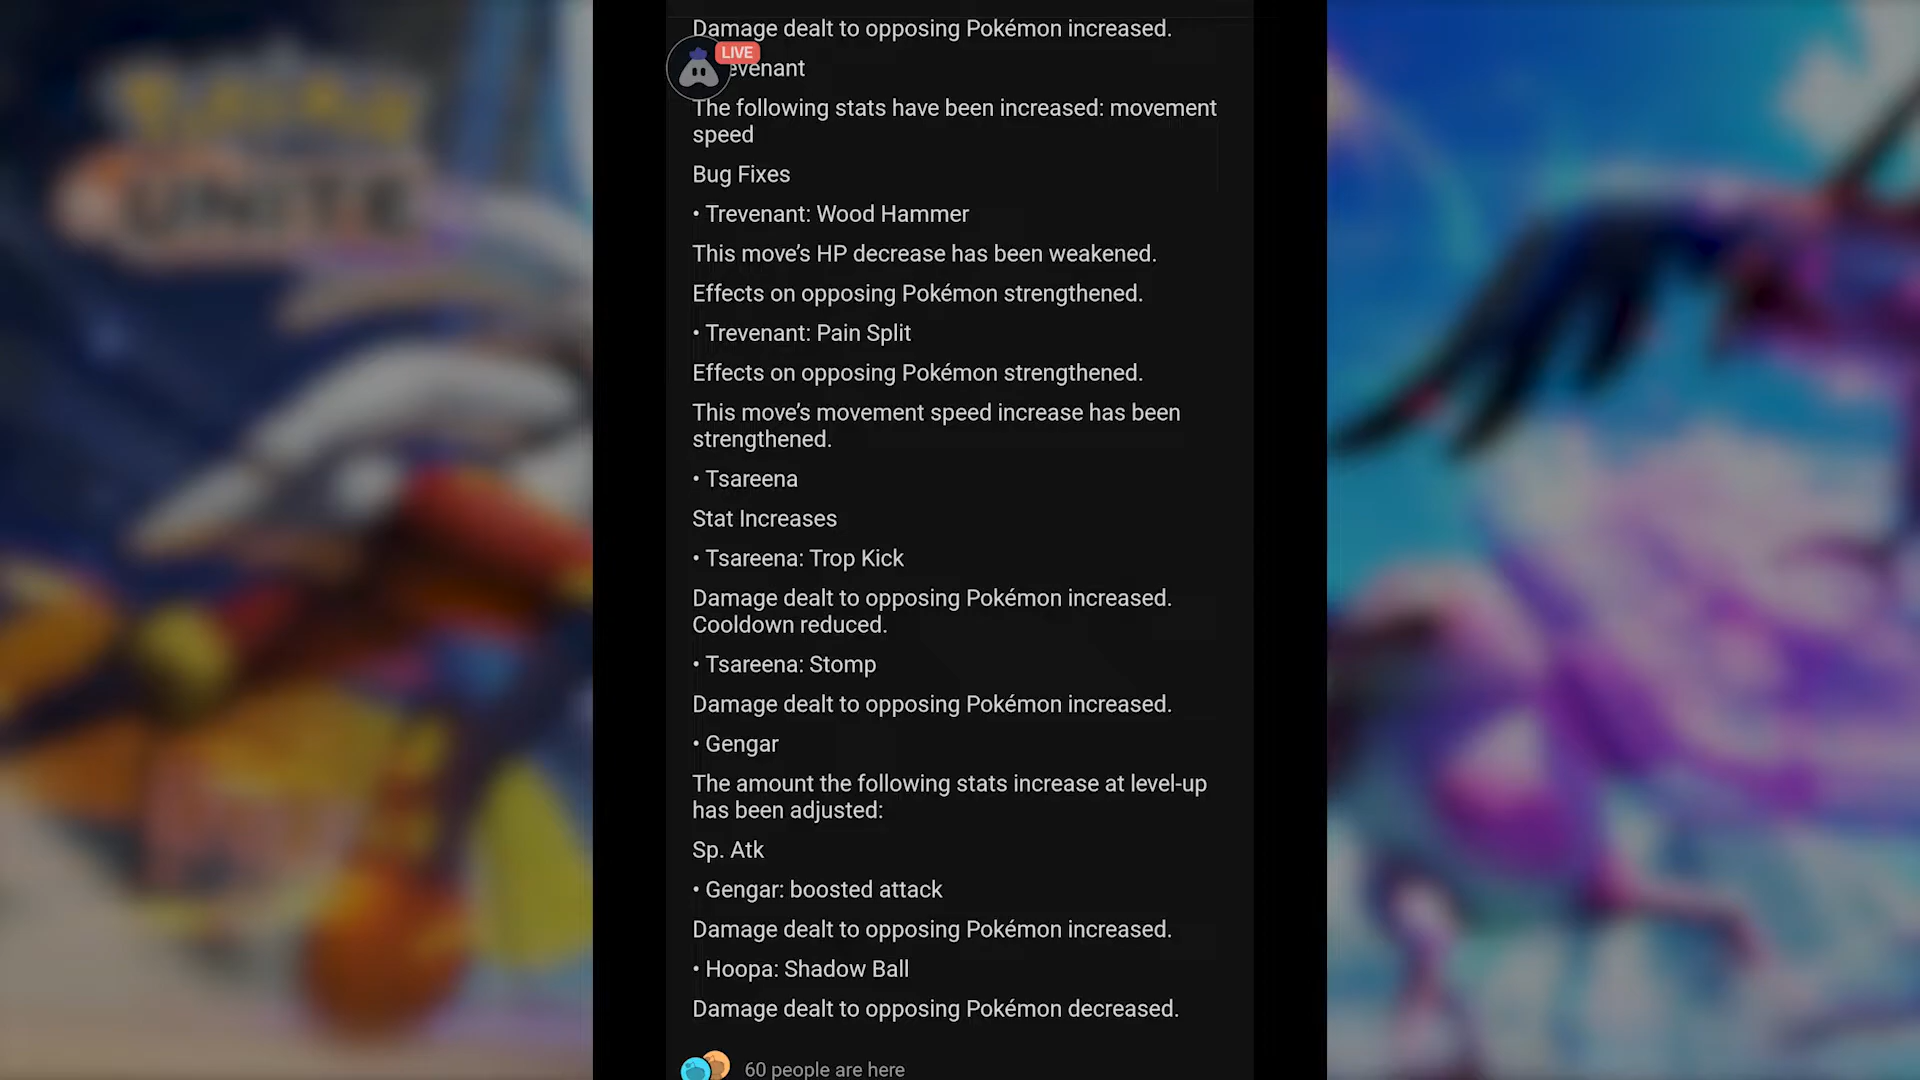 Damage dealt to opposing Pokémon increased.
LIVE
evenant
The following stats have been increased: movement
speed
Bug Fixes
• Trevenant: Wood Hammer
This move’s HP decrease has been weakened.
Effects on opposing Pokémon strengthened.
• Trevenant: Pain Split
Effects on opposing Pokémon strengthened.
This move’s movement speed increase has been
strengthened.
• Tsareena
Stat Increases
• Tsareena: Trop Kick
Damage dealt to opposing Pokémon increased.
Cooldown reduced.
• Tsareena: Stomp
Damage dealt to opposing Pokémon increased.
• Gengar
The amount the following stats increase at level-up
has been adjusted:
Sp. Atk
• Gengar: boosted attack
Damage dealt to opposing Pokémon increased.
• Hoopa: Shadow Ball
Damage dealt to opposing Pokémon decreased.
60 people are here
UNITE